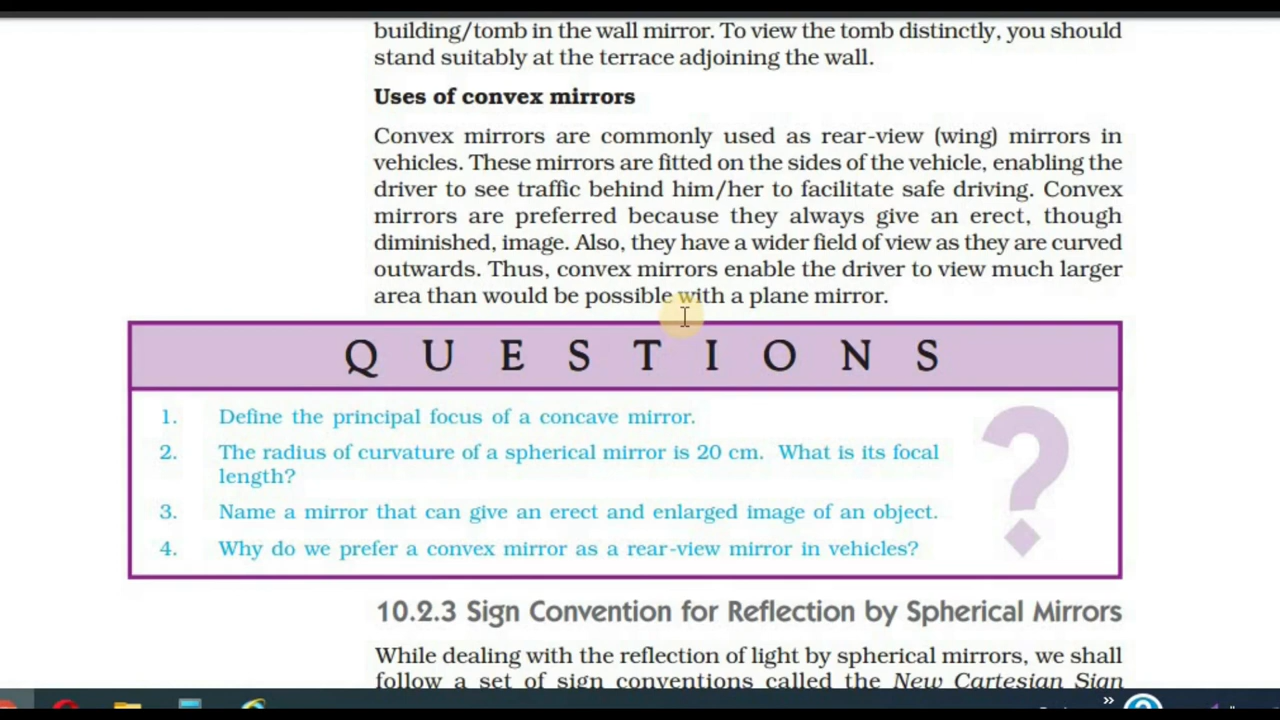 building/tomb in the wall mirror. To view the tomb distinctly, you should
stand suitably at the terrace adjoining the wall.
Uses of convex mirrors
Convex mirrors are commonly used as rear-view (wing) mirrors in
vehicles. These mirrors are fitted on the sides of the vehicle, enabling the
driver to see traffic behind him/her to facilitate safe driving. Convex
mirrors are preferred because they always give an erect, though
diminished, image. Also, they have a wider field of view as they are curved
outwards. Thus, convex mirrors enable the driver to view much larger
area than would be possible with a plane mirror.
QUESTIONS
?
1. Define the principal focus of a concave mirror.
2. The radius of curvature of a spherical mirror is 20 cm. What is its focal
length?
3. Name a mirror that can give an erect and enlarged image of an object.
4. Why do we prefer a convex mirror as a rear-view mirror in vehicles?
10.2.3 Sign Convention for Reflection by Spherical Mirrors
While dealing with the reflection of light by spherical mirrors, we shall
follow a set of sign conventions called the New Cartesian Sign